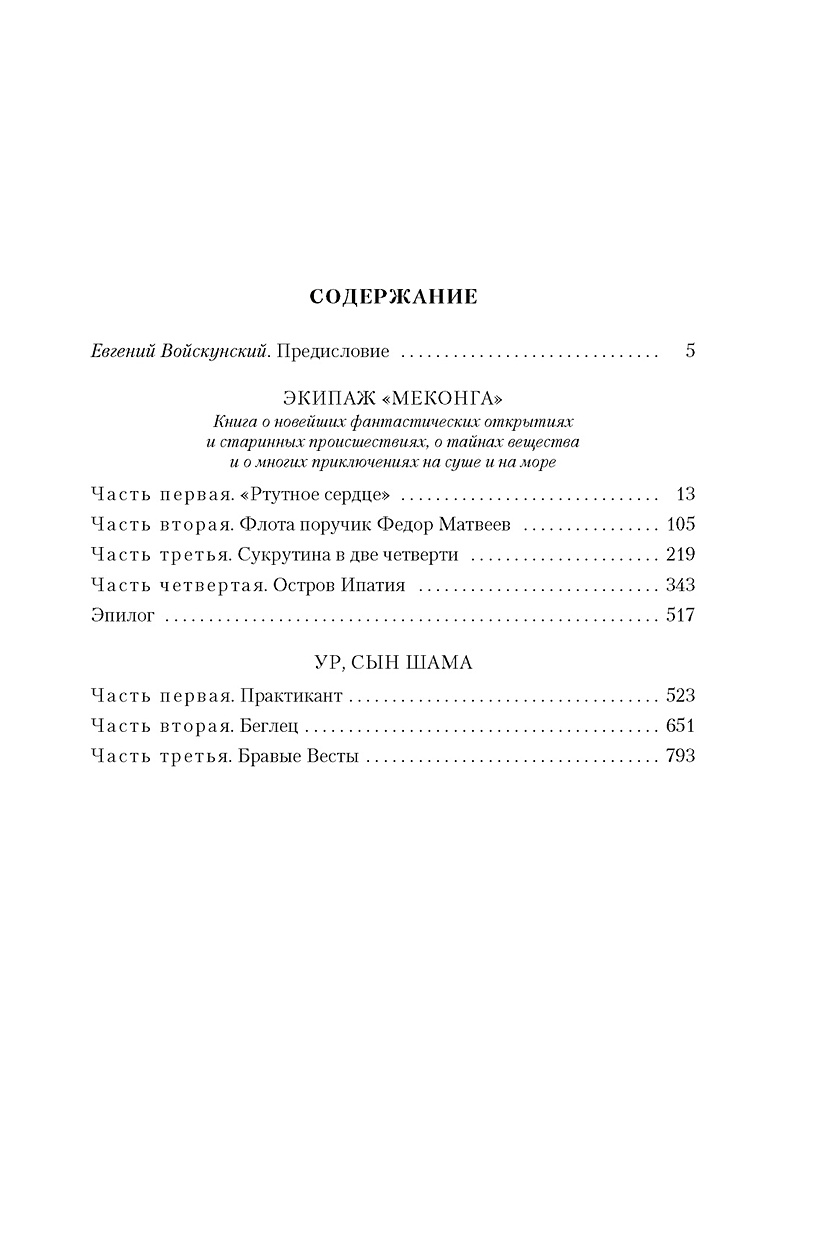 СОДЕРЖАНИЕ
Евгений Войскунский. Предисловие .............................. 5
ЭКИПАЖ «МЕКОНГА»
Книга о новейших фантастических открытиях
и старинных происшествиях, о тайнах вещества
и о многих приключениях на суше и на море
Часть первая. «Ртутное сердце» .............................. 13
Часть вторая. Флота поручик Федор Матвеев ................ 105
Часть третья. Сукрутина в две четверти ...................... 219
Часть четвертая. Остров Ипатия ............................ 343
Эпилог ......................................................... 517
УР, СЫН ШАМА
Часть первая. Практикант .................................... 523
Часть вторая. Беглец ......................................... 651
Часть третья. Бравые Весты .................................. 793